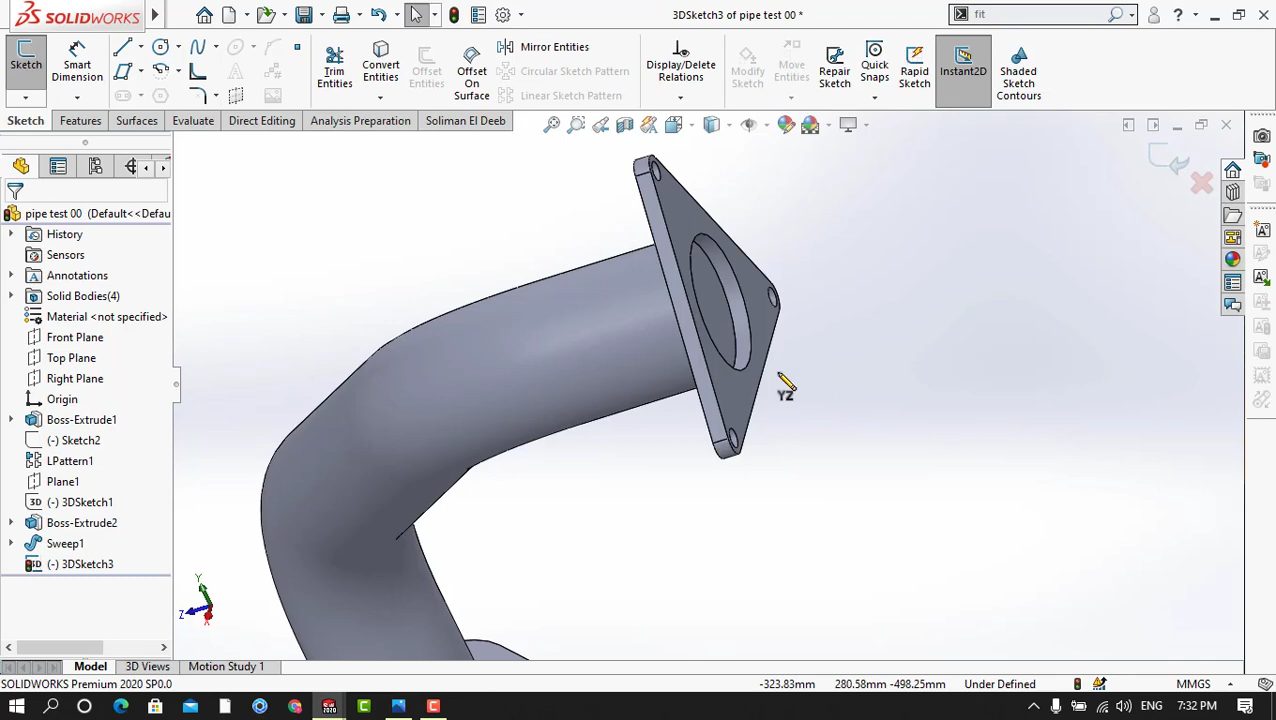 SOLIDWORKS
3DSketch3 of pipe test 00 *
fit
Sketch
Smart
Dimension
Trim
Entities
Convert
Entities
Offset
Entities
Offset
On
Surface
Mirror Entities
Circular Sketch Pattern
Linear Sketch Pattern
Display/Delete
Relations
Modify
Sketch
Move
Entities
Repair
Sketch
Quick
Snaps
Rapid
Sketch
Instant2D
Shaded
Sketch
Contours
Sketch
Features
Surfaces
Evaluate
Direct Editing
Analysis Preparation
Soliman El Deeb
pipe test 00 (Default<<Defau
History
Sensors
Annotations
Solid Bodies(4)
Material <not specified>
Front Plane
Top Plane
Right Plane
Origin
Boss-Extrude1
(-) Sketch2
LPattern1
Plane1
3D (-) 3DSketch1
Boss-Extrude2
Sweep1
3D (-) 3DSketch3
YZ
Y
Z
X
Model
3D Views
Motion Study 1
SOLIDWORKS Premium 2020 SP0.0
-323.83mm
280.58mm -498.25mm
Under Defined
MMGS
ENG
7:32 PM